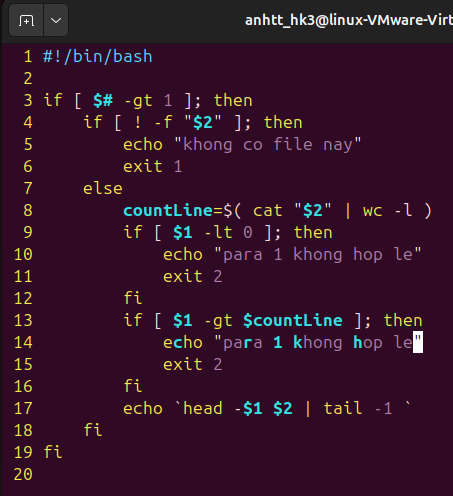 anhtt_hk3@linux-VMware-Virt
1 #!/bin/bash
2
3 if [ $# -gt 1 ]; then
4     if [ ! -f "$2" ]; then
5         echo "khong co file nay"
6         exit 1
7     else
8         countLine=$( cat "$2" | wc -l )
9         if [ $1 -lt 0 ]; then
10             echo "para 1 khong hop le"
11             exit 2
12         fi
13         if [ $1 -gt $countLine ]; then
14             echo "para 1 khong hop le"
15             exit 2
16         fi
17         echo `head -$1 $2 | tail -1 `
18     fi
19 fi
20